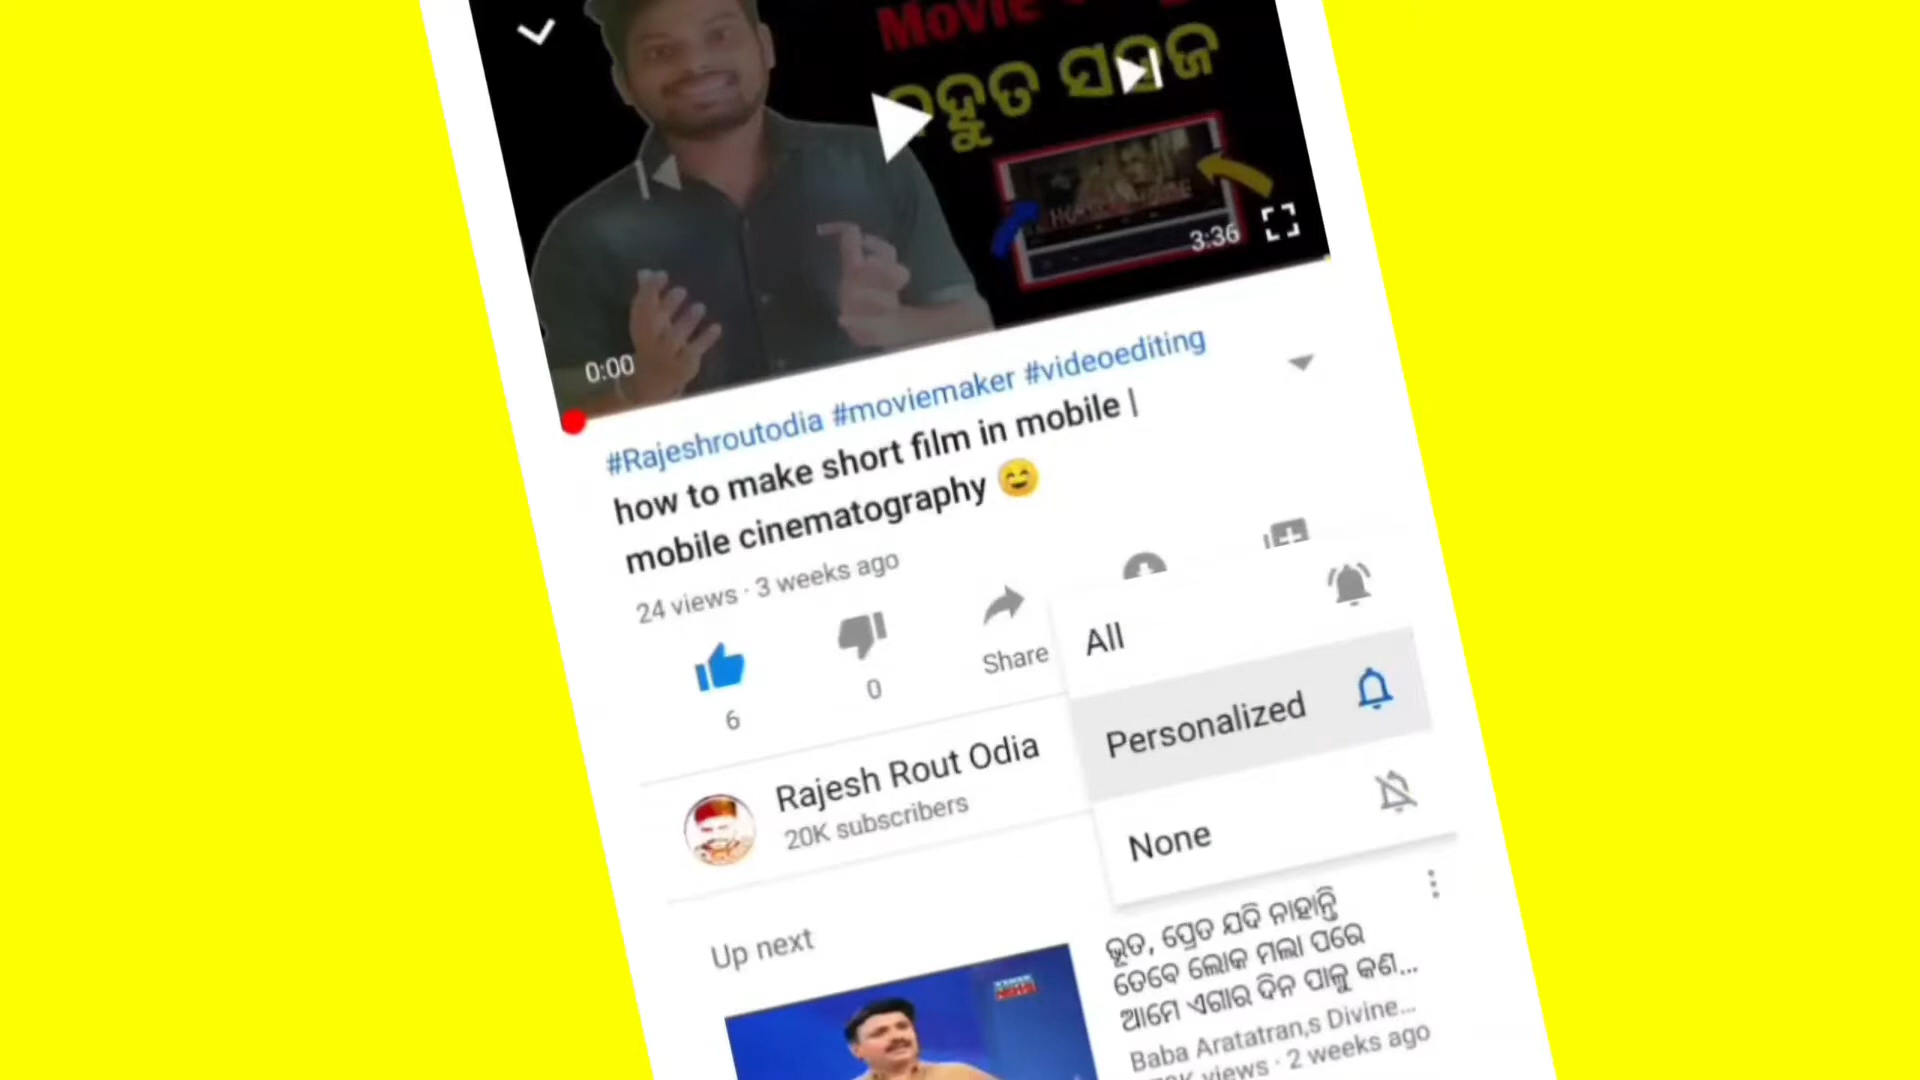 Movie
ବହୁତ ସହଜ
3:36
0:00
#Rajeshroutodia #moviemaker #videoediting
how to make short film in mobile |
mobile cinematography 😊
24 views · 3 weeks ago
6
0
Share
All
Personalized
None
Rajesh Rout Odia
20K subscribers
Up next
ଭୂତ, ପ୍ରେତ ଯଦି ନାହାନ୍ତି
ତେବେ ଲୋକ ମଲା ପରେ
ଆମେ ଏଗାର ଦିନ ପାଳୁ କଣ...
Baba Aratatran,s Divine...
views · 2 weeks ago